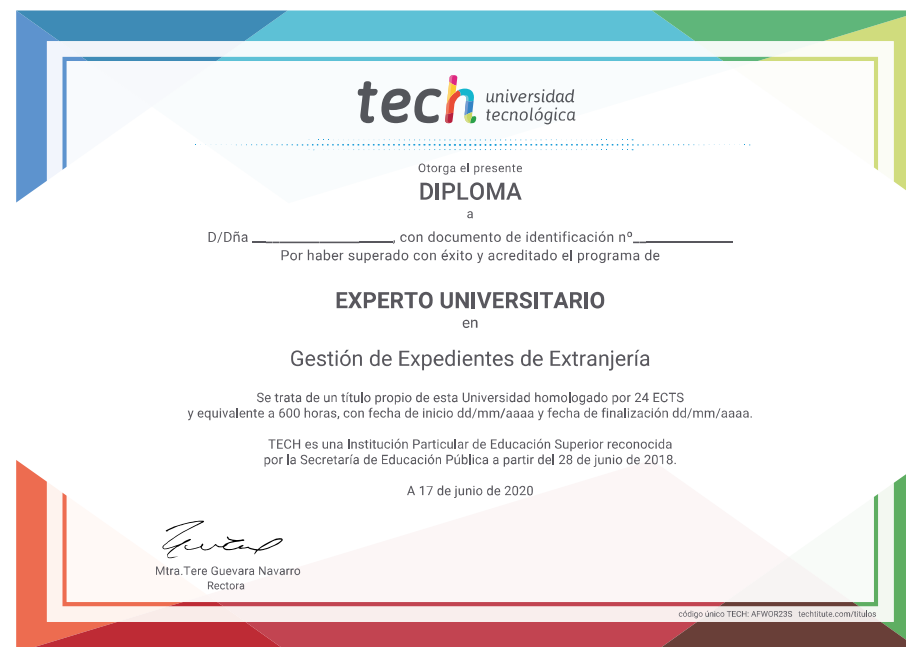 tech universidad
tecnológica
Otorga el presente
DIPLOMA
a
D/Dña ____________________, con documento de identificación nº____________
Por haber superado con éxito y acreditado el programa de
EXPERTO UNIVERSITARIO
en
Gestión de Expedientes de Extranjería
Se trata de un título propio de esta Universidad homologado por 24 ECTS
y equivalente a 600 horas, con fecha de inicio dd/mm/aaaa y fecha de finalización dd/mm/aaaa.
TECH es una Institución Particular de Educación Superior reconocida
por la Secretaría de Educación Pública a partir del 28 de junio de 2018.
A 17 de junio de 2020
Mtra.Tere Guevara Navarro
Rectora
código único TECH: AFWOR23S techtitute.com/titulos